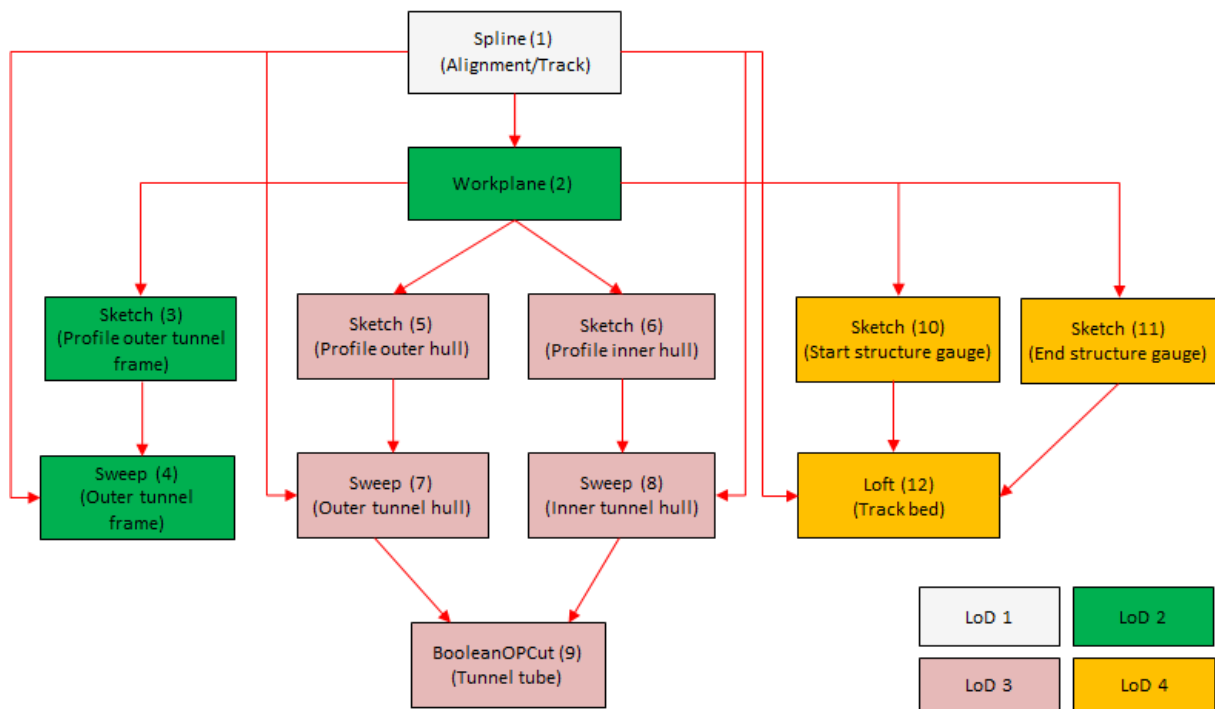 Spline (1)
(Alignment/Track)
Workplane (2)
Sketch (3)
(Profile outer tunnel
frame)
Sketch (5)
(Profile outer hull)
Sketch (6)
(Profile inner hull)
Sketch (10)
(Start structure gauge)
Sketch (11)
(End structure gauge)
Sweep (4)
(Outer tunnel
frame)
Sweep (7)
(Outer tunnel hull)
Sweep (8)
(Inner tunnel hull)
Loft (12)
(Track bed)
BooleanOPCut (9)
(Tunnel tube)
LoD 1
LoD 2
LoD 3
LoD 4